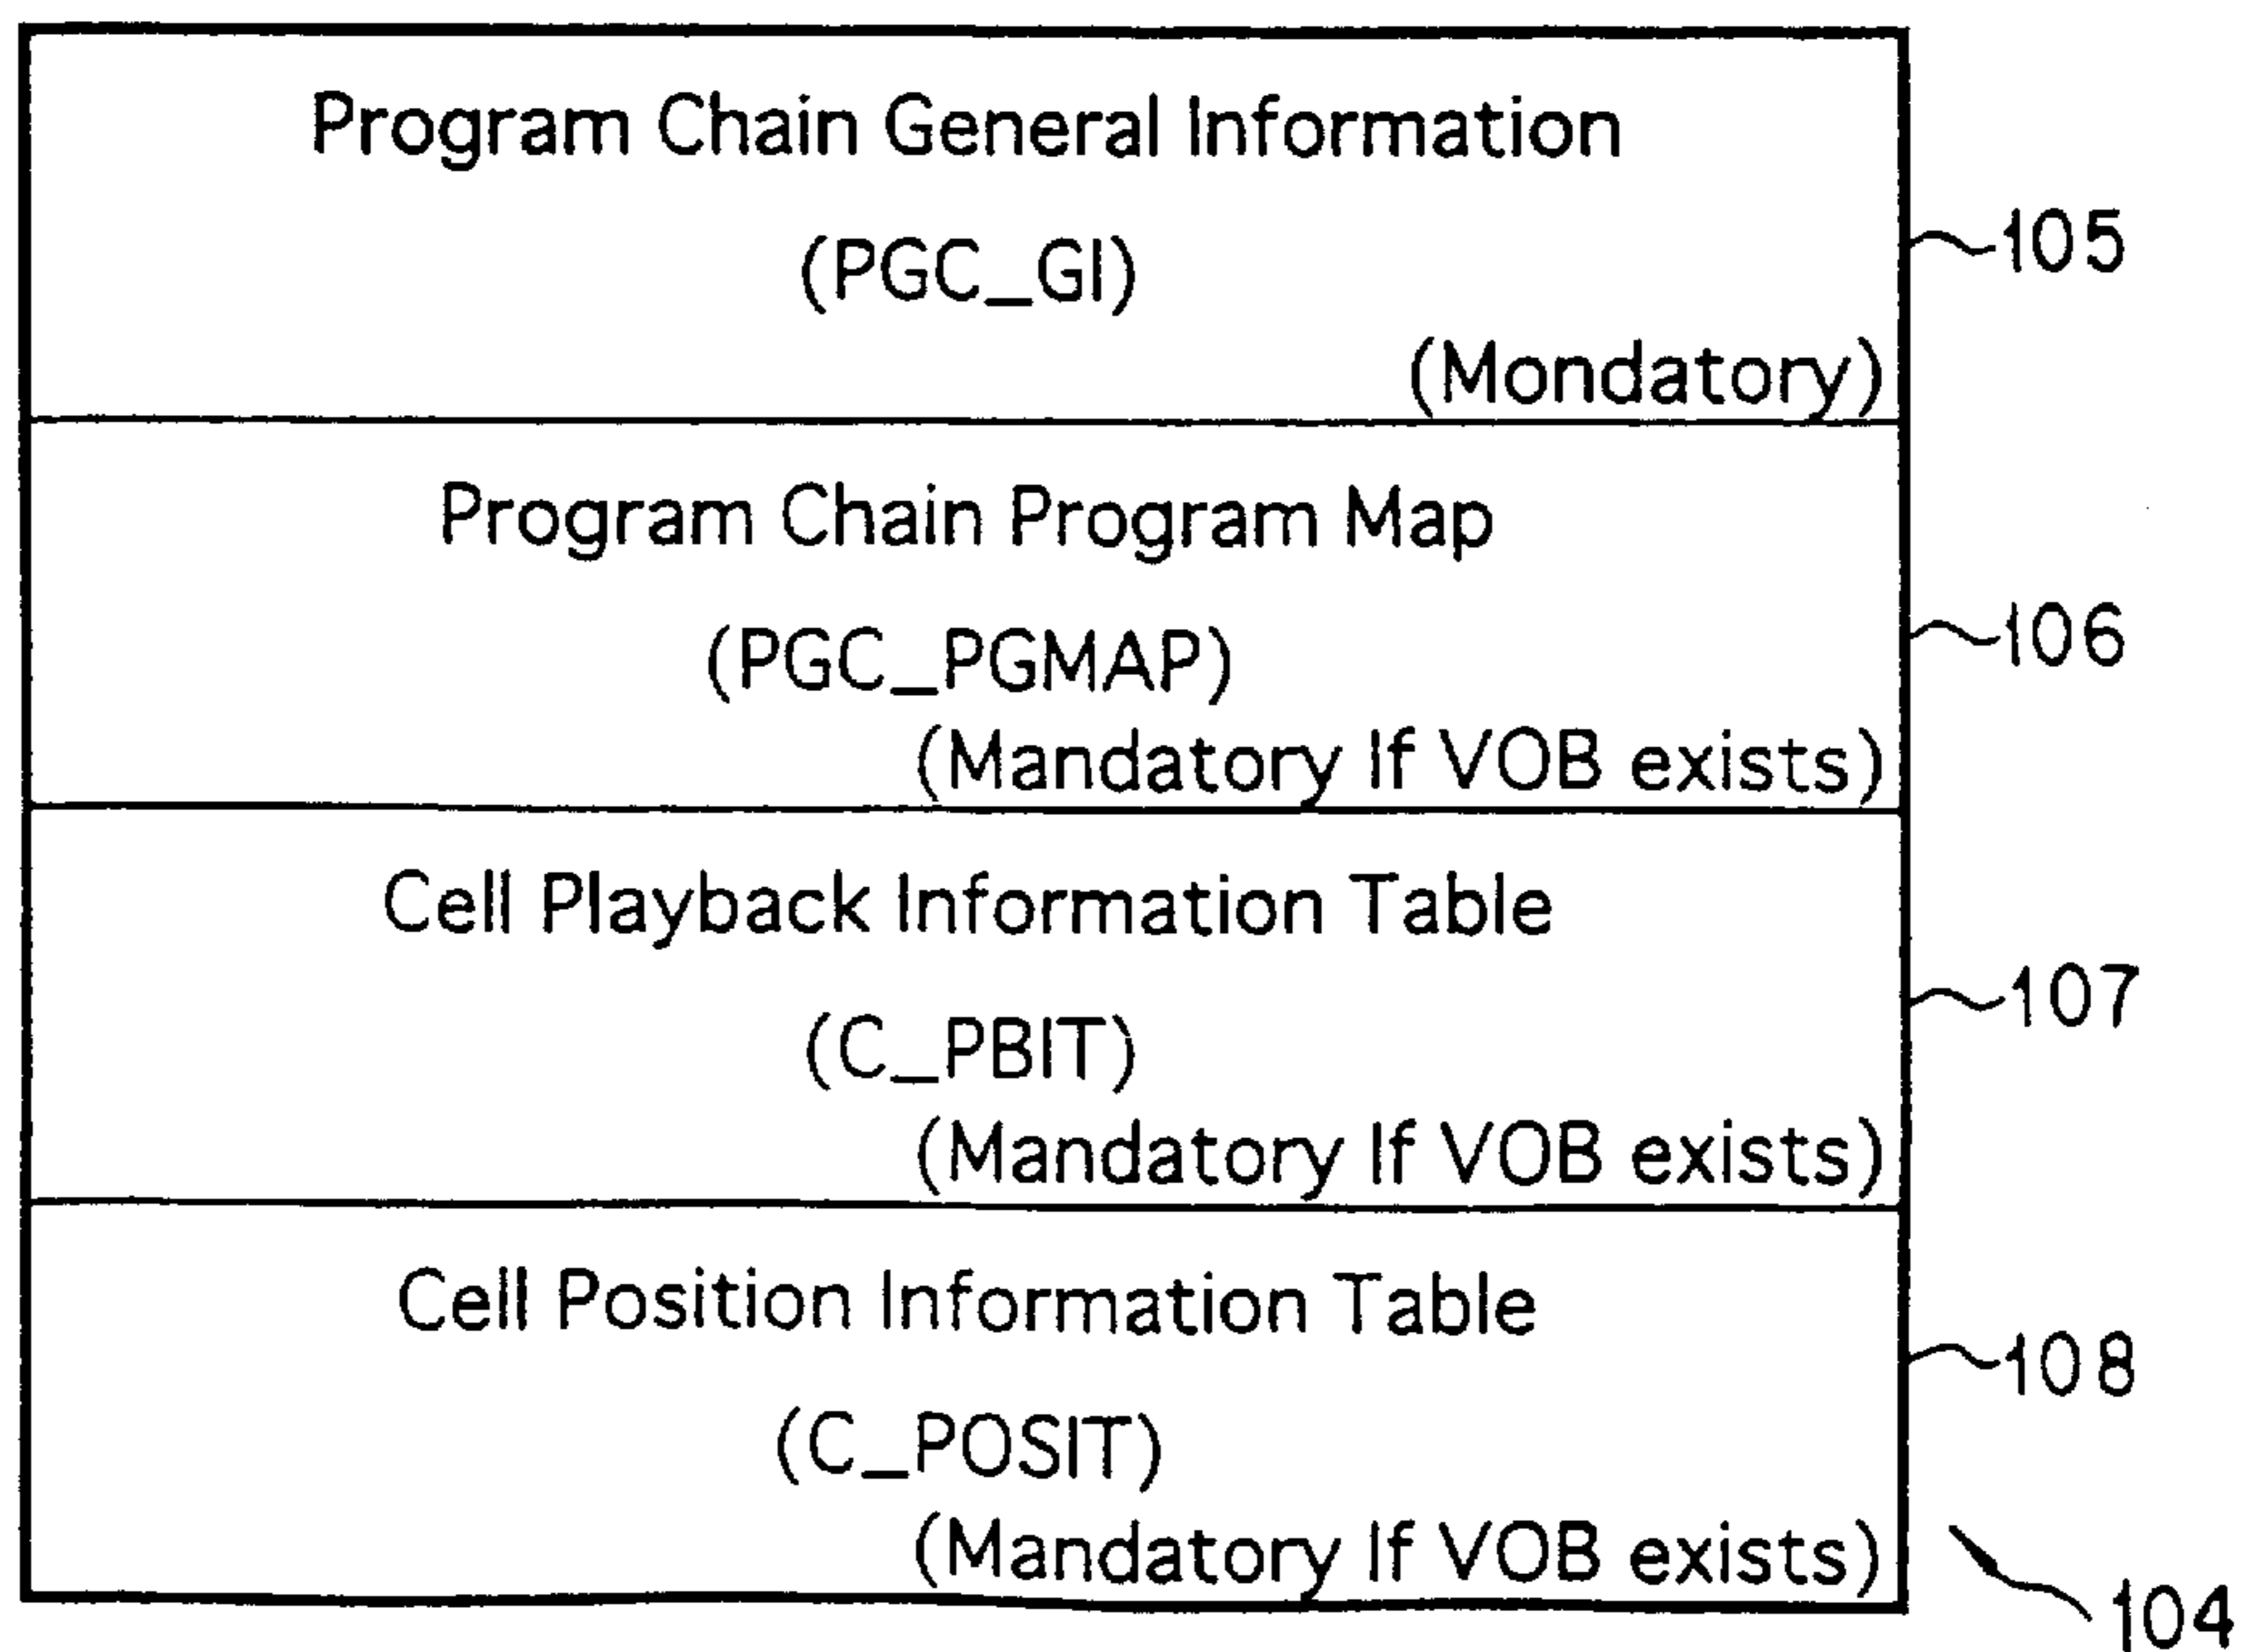 Program Chain General Information
(PGC_GI)
105
(Mondatory)
Program Chain Program Map
(PGC_PGMAP)
106
(Mandatory If VOB exists)
Cell Playback Information Table
(C_PBIT)
107
(Mandatory If VOB exists)
Cell Position Information Table
(C_POSIT)
108
(Mandatory If VOB exists)
104